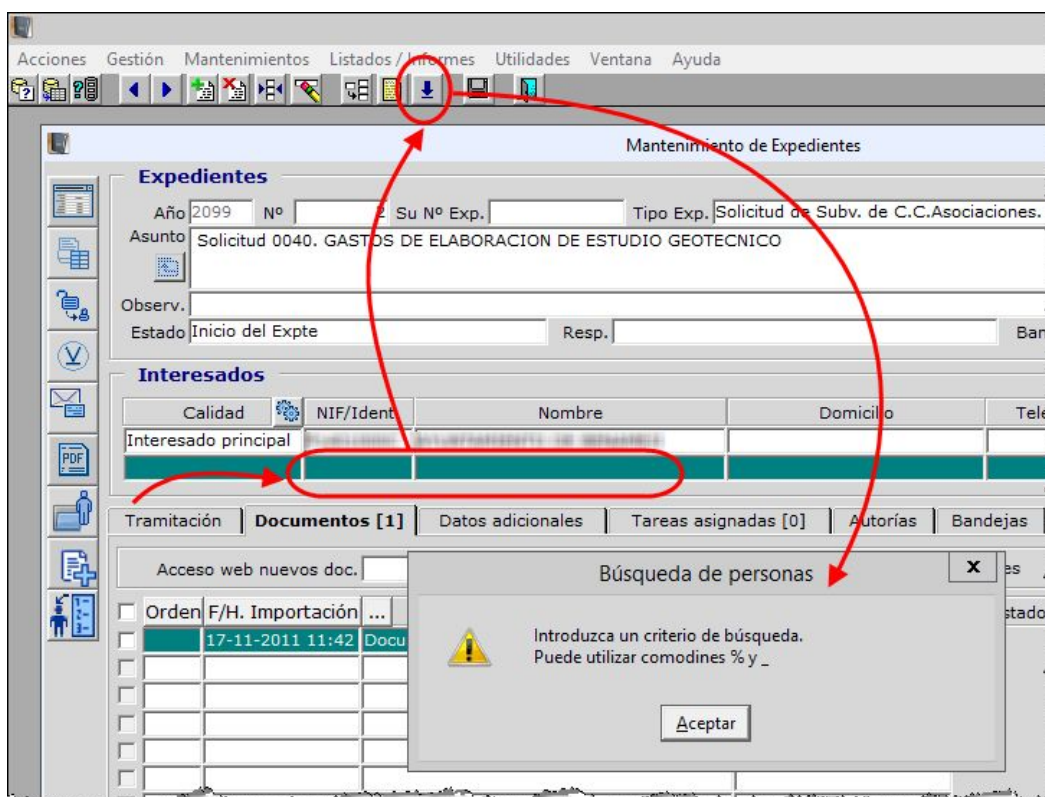 Acciones Gestión Mantenimientos Listados / Informes Utilidades Ventana Ayuda
Mantenimiento de Expedientes
Expedientes
Año 2099 Nº 2 Su Nº Exp. Tipo Exp. Solicitud de Subv. de C.C.Asociaciones.
Asunto Solicitud 0040. GASTOS DE ELABORACION DE ESTUDIO GEOTECNICO
Observ.
Estado Inicio del Expte Resp. Ban
Interesados
Calidad NIF/Ident Nombre Domicilio Tele
Interesado principal
PDF
Tramitación Documentos [1] Datos adicionales Tareas asignadas [0] Autorías Bandejas
Acceso web nuevos doc. es
Orden F/H. Importación ... stado
17-11-2011 11:42 Docu
Búsqueda de personas x
Introduzca un criterio de búsqueda.
Puede utilizar comodines % y _
Aceptar